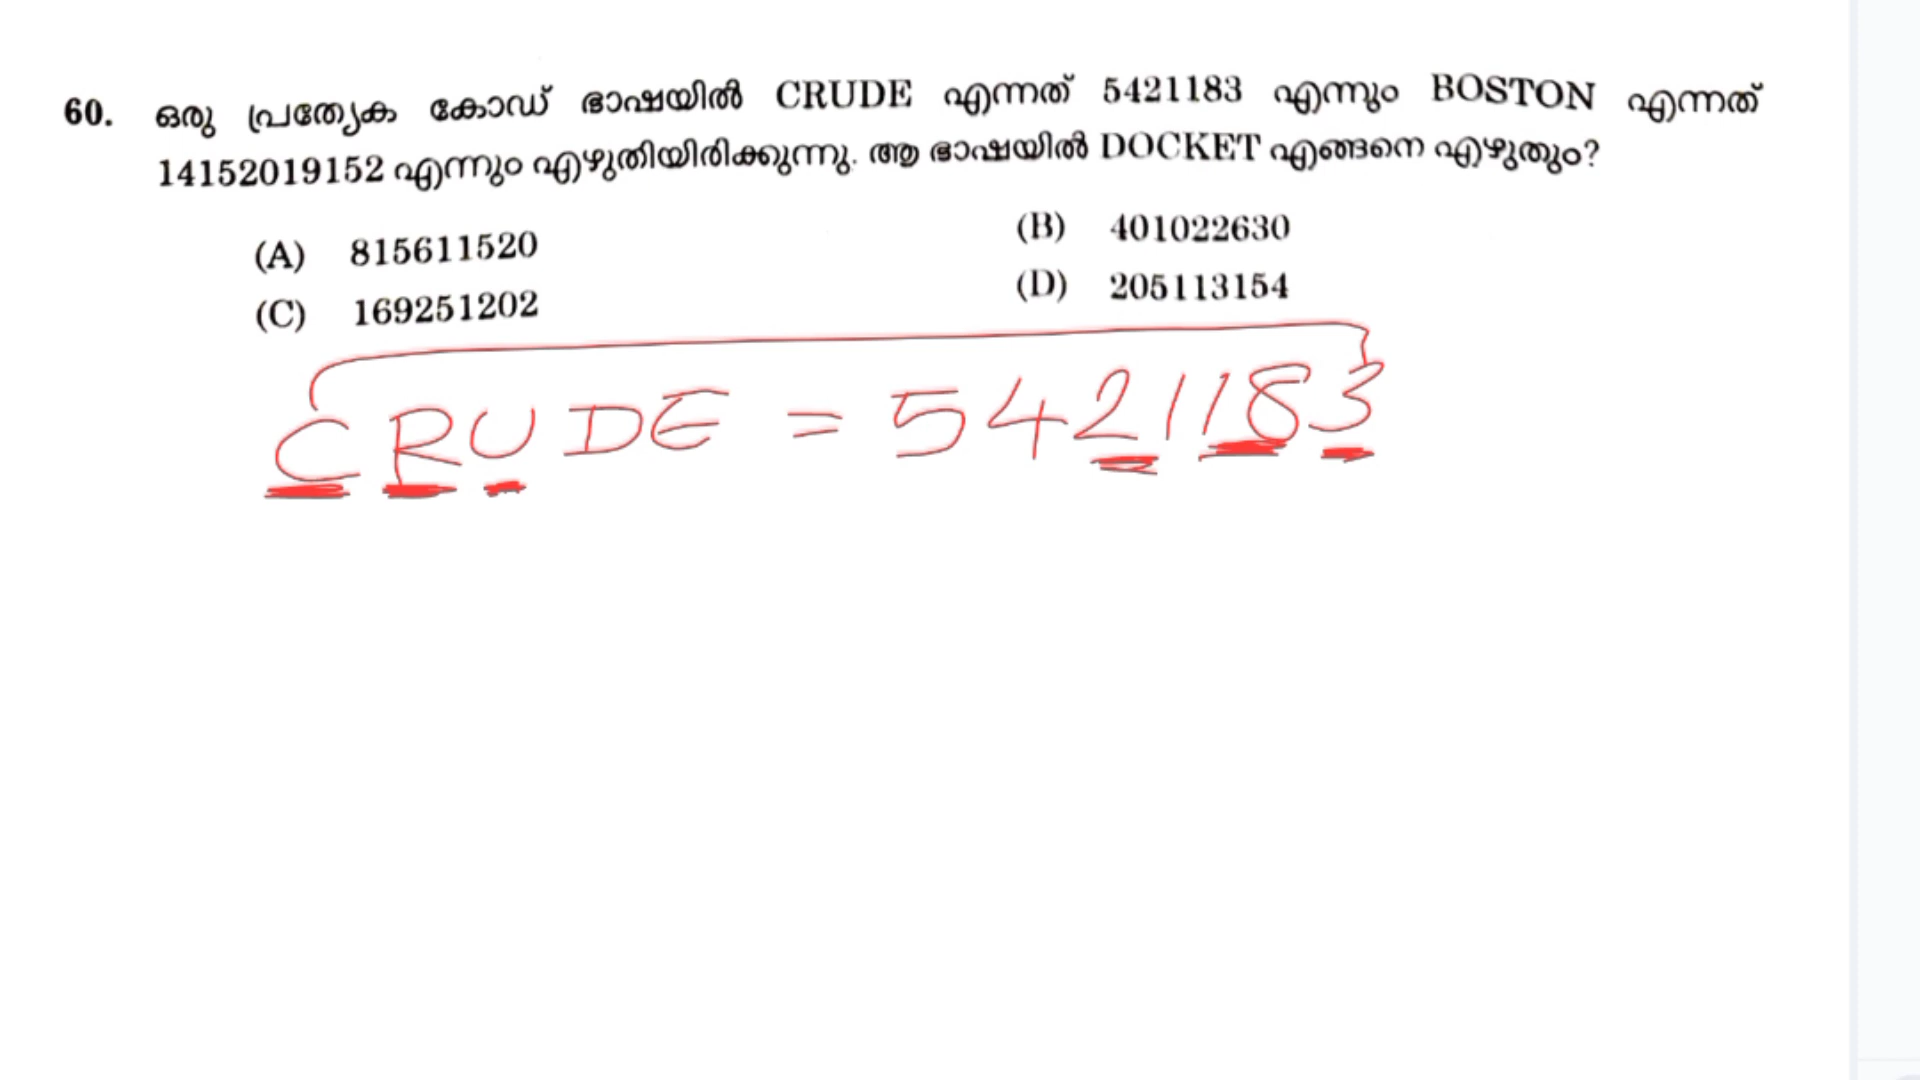 60. ഒരു പ്രത്യേക കോഡ് ഭാഷയിൽ CRUDE എന്നത് 5421183 എന്നും BOSTON എന്നത്
14152019152 എന്നും എഴുതിയിരിക്കുന്നു. ആ ഭാഷയിൽ DOCKET എങ്ങനെ എഴുതും?
(A) 815611520 (B) 401022630
(C) 169251202 (D) 205113154
CRUDE = 5421183